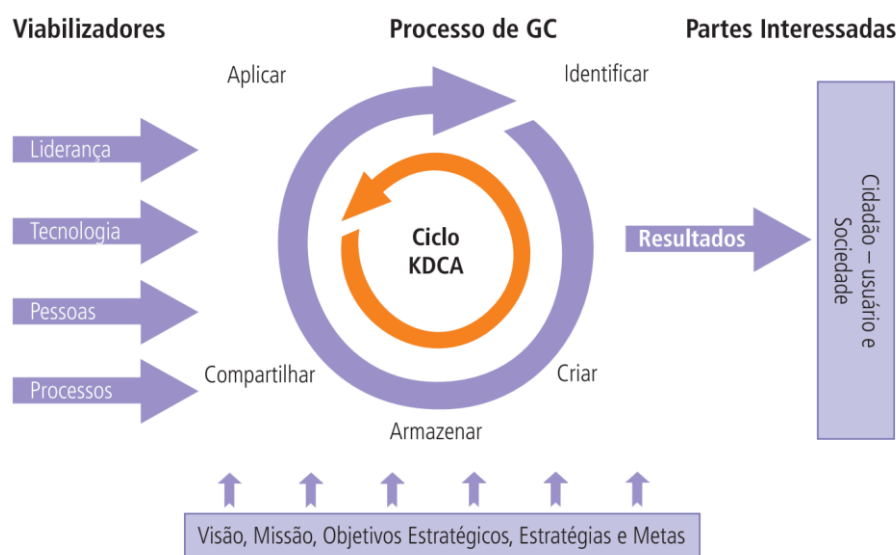 Viabilizadores
Processo de GC
Partes Interessadas
Aplicar
Identificar
Liderança
Tecnologia
Pessoas
Processos
Ciclo
KDCA
Compartilhar
Criar
Armazenar
Resultados
Cidadão – usuário e
Sociedade
Visão, Missão, Objetivos Estratégicos, Estratégias e Metas